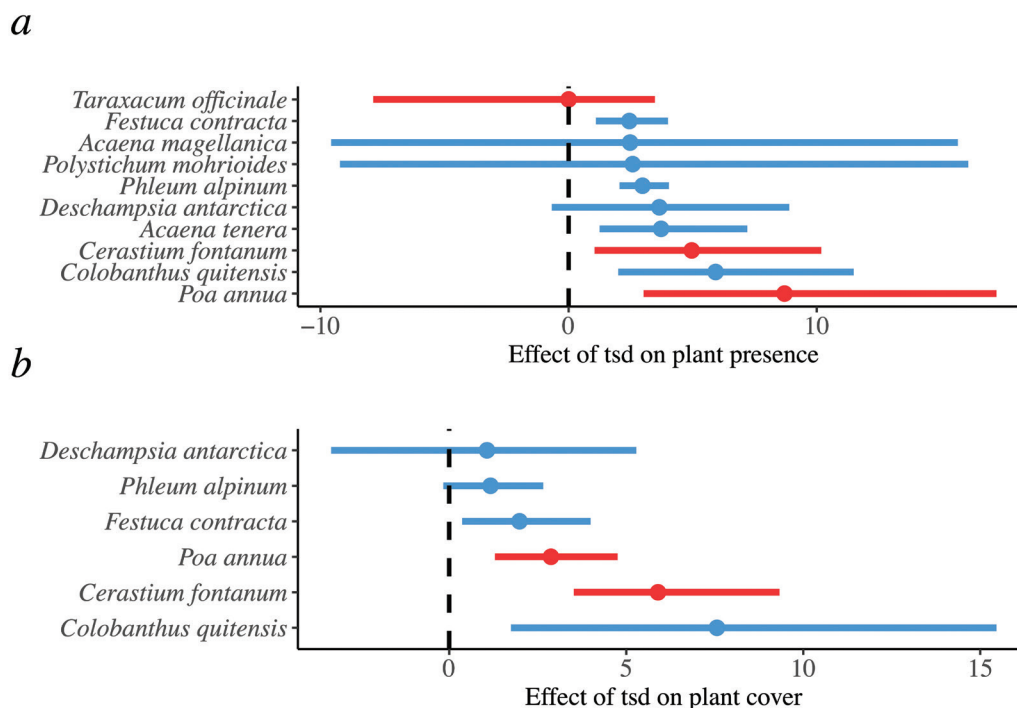 a
Taraxacum officinale
Festuca contracta
Acaena magellanica
Polystichum mohrioides
Phleum alpinum
Deschampsia antarctica
Acaena tenera
Cerastium fontanum
Colobanthus quitensis
Poa annua
−10 0 10
Effect of tsd on plant presence
b
Deschampsia antarctica
Phleum alpinum
Festuca contracta
Poa annua
Cerastium fontanum
Colobanthus quitensis
0 5 10 15
Effect of tsd on plant cover